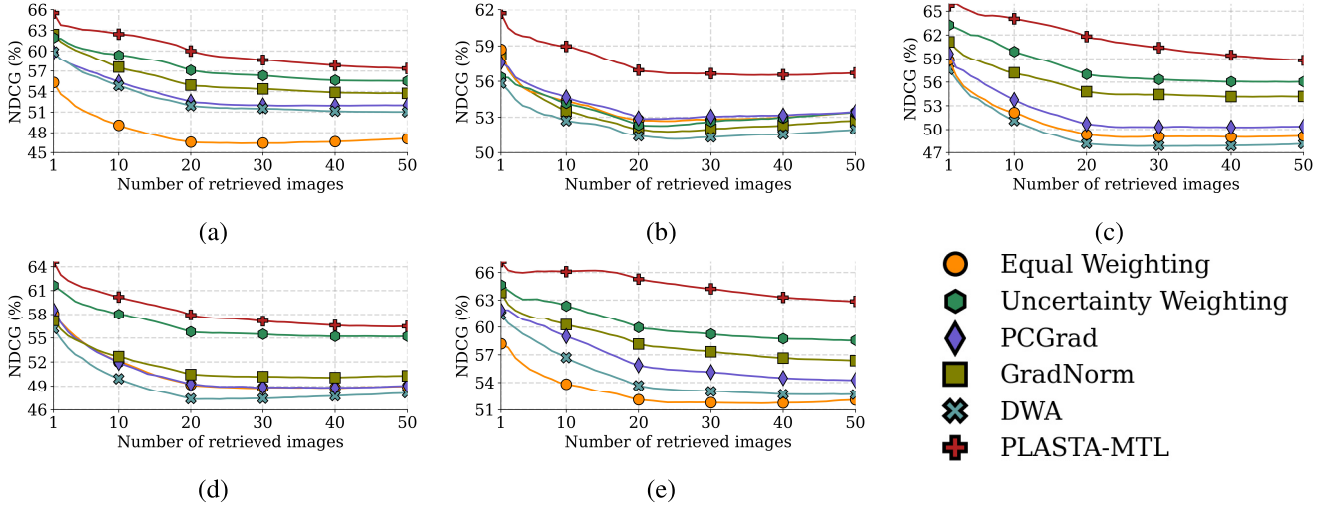 66
63
60
57
54
51
48
45
NDCG (%)
1 10 20 30 40 50
Number of retrieved images
(a)
62
59
56
53
50
NDCG (%)
1 10 20 30 40 50
Number of retrieved images
(b)
65
62
59
56
53
50
47
NDCG (%)
1 10 20 30 40 50
Number of retrieved images
(c)
64
61
58
55
52
49
46
NDCG (%)
1 10 20 30 40 50
Number of retrieved images
(d)
66
63
60
57
54
51
NDCG (%)
1 10 20 30 40 50
Number of retrieved images
(e)
Equal Weighting
Uncertainty Weighting
PCGrad
GradNorm
DWA
PLASTA-MTL